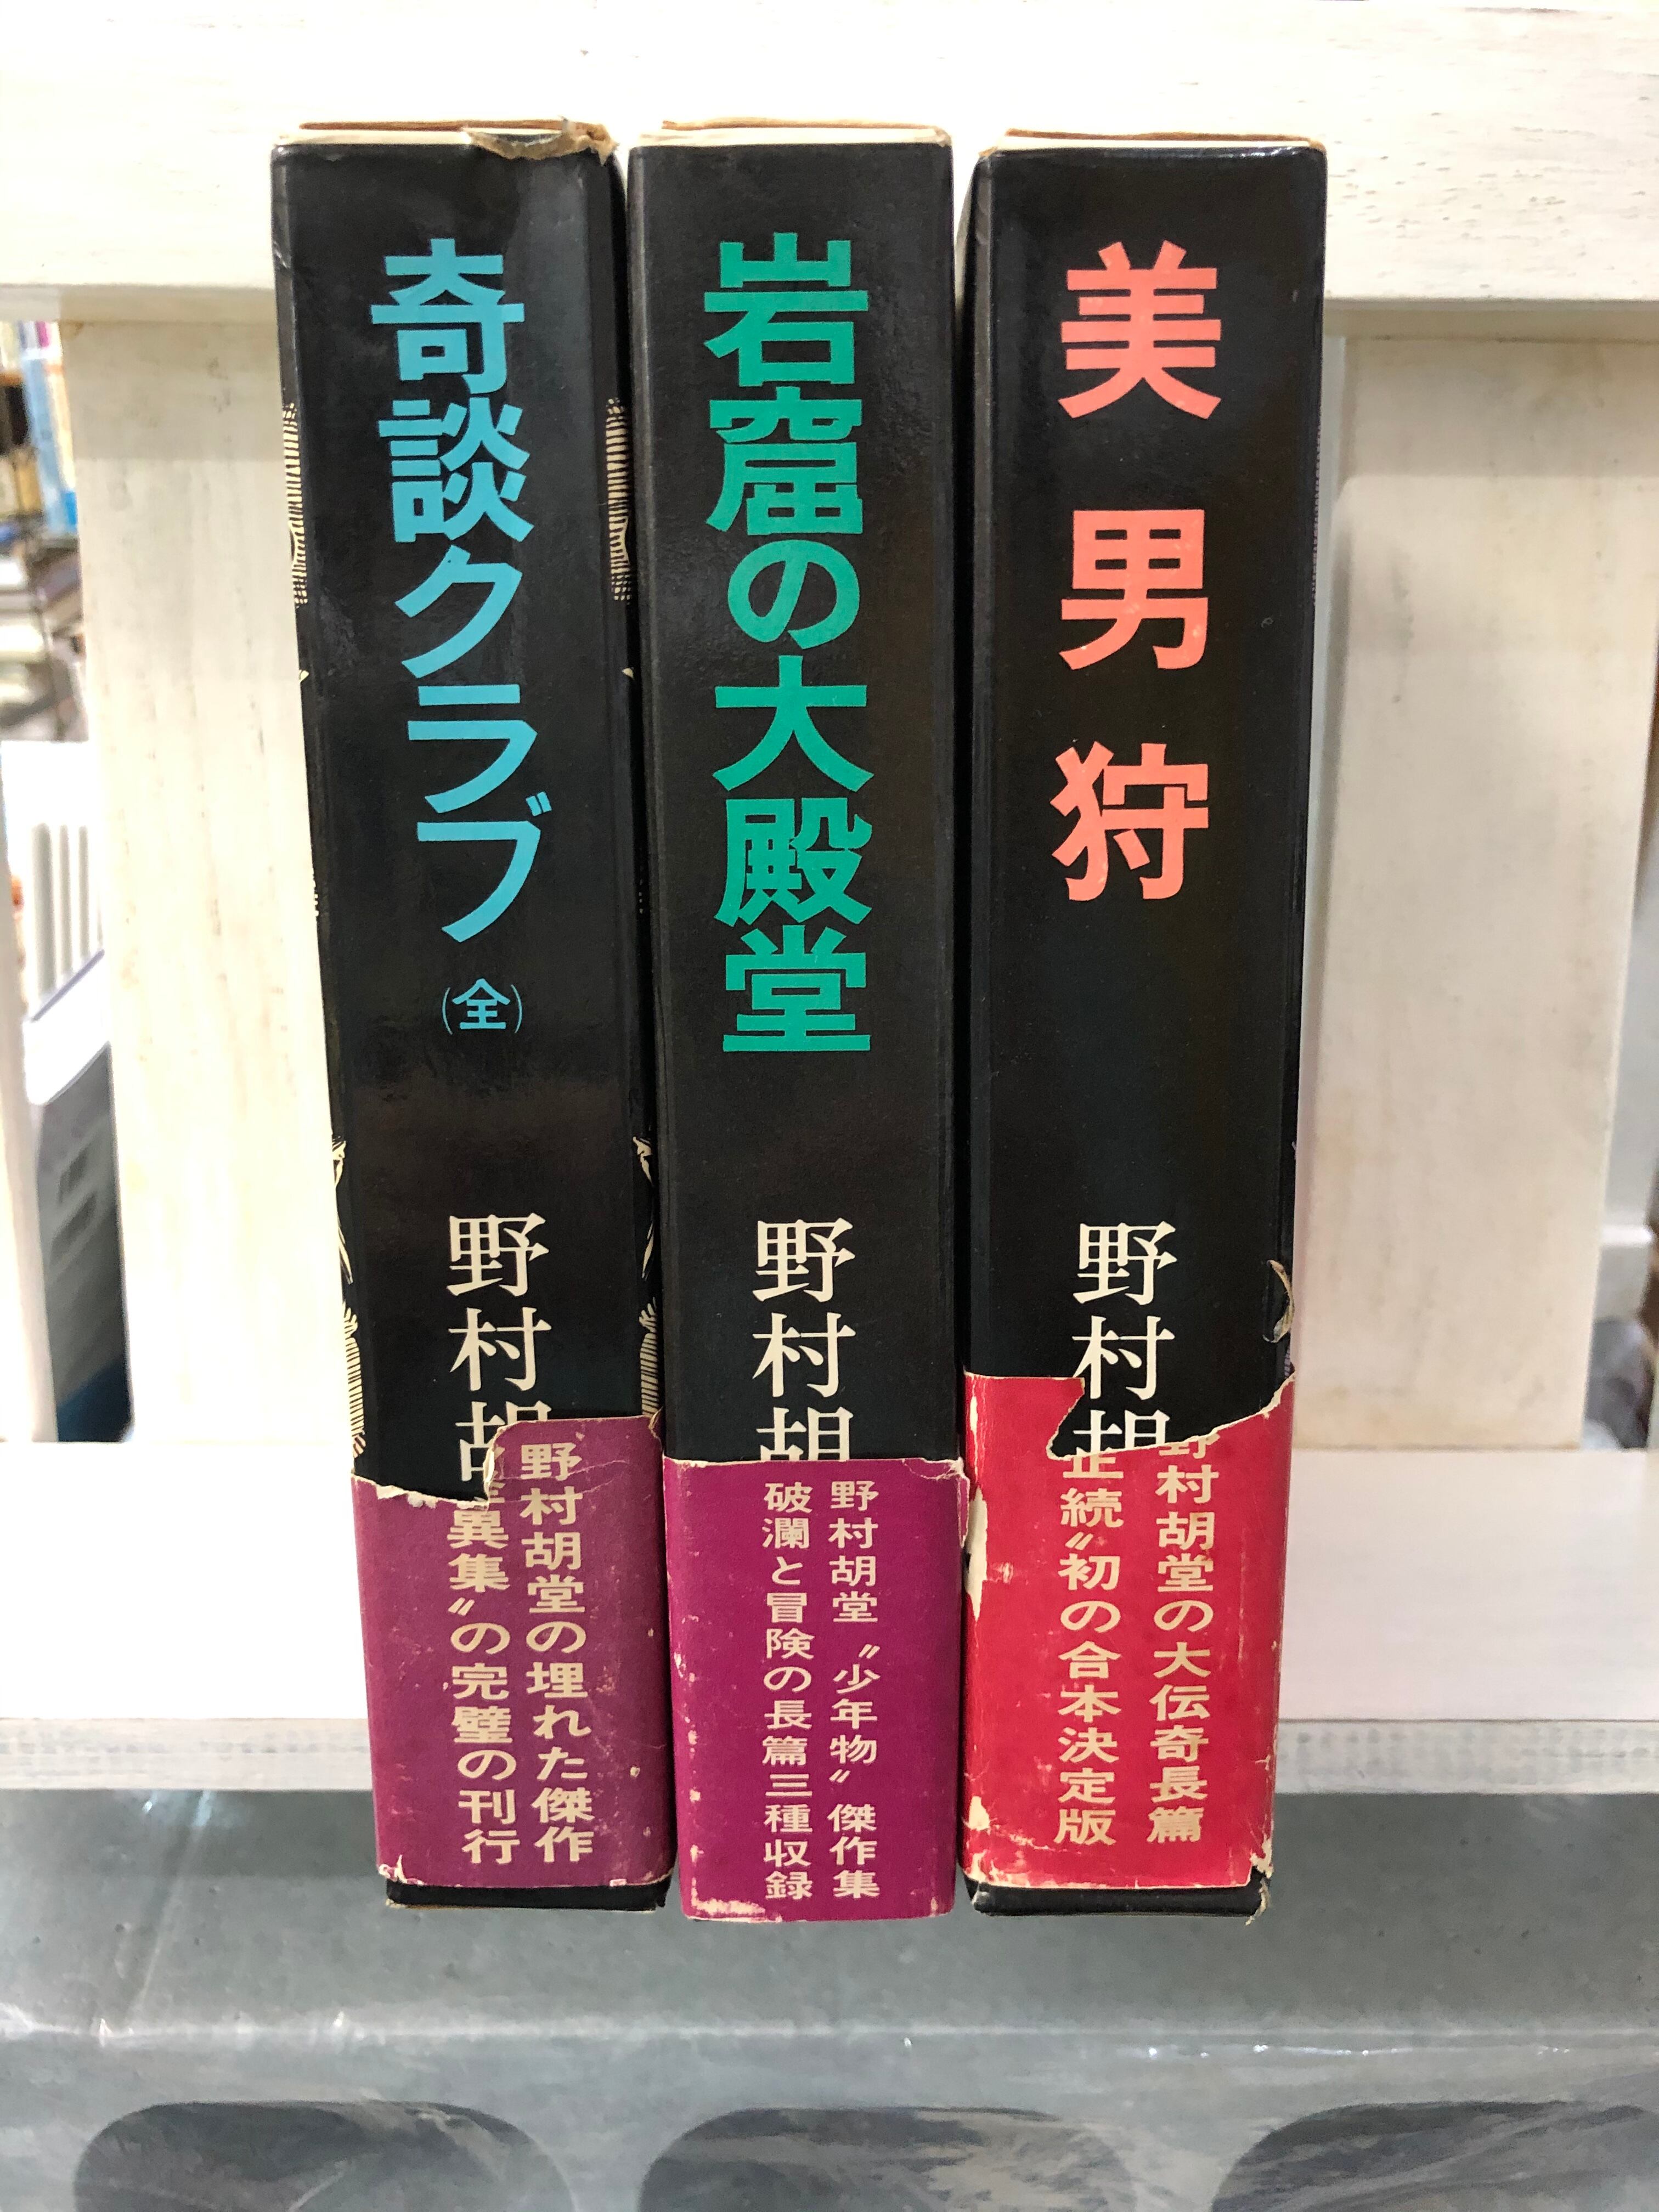 奇談クラブ
(全)
野村胡
野村胡堂の埋れた傑作
異集〟の完璧の刊行
岩窟の大殿堂
野村胡
野村胡堂〝少年物〟傑作集
破瀾と冒険の長篇三種収録
美男狩
野村胡
野村胡堂の大伝奇長篇
正続〟初の合本決定版